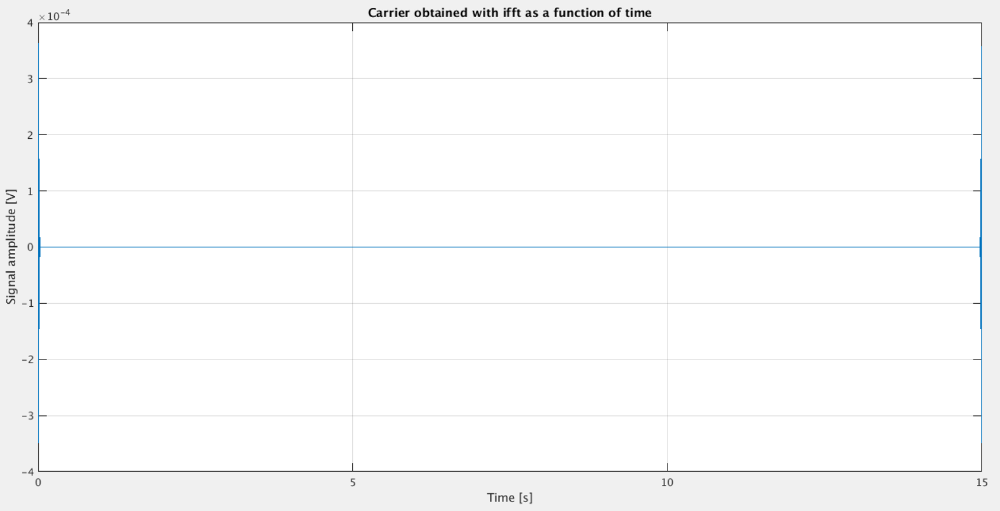 Carrier obtained with ifft as a function of time
×10⁻⁴
4
3
2
1
0
−1
−2
−3
−4
Signal amplitude [V]
0 5 10 15
Time [s]